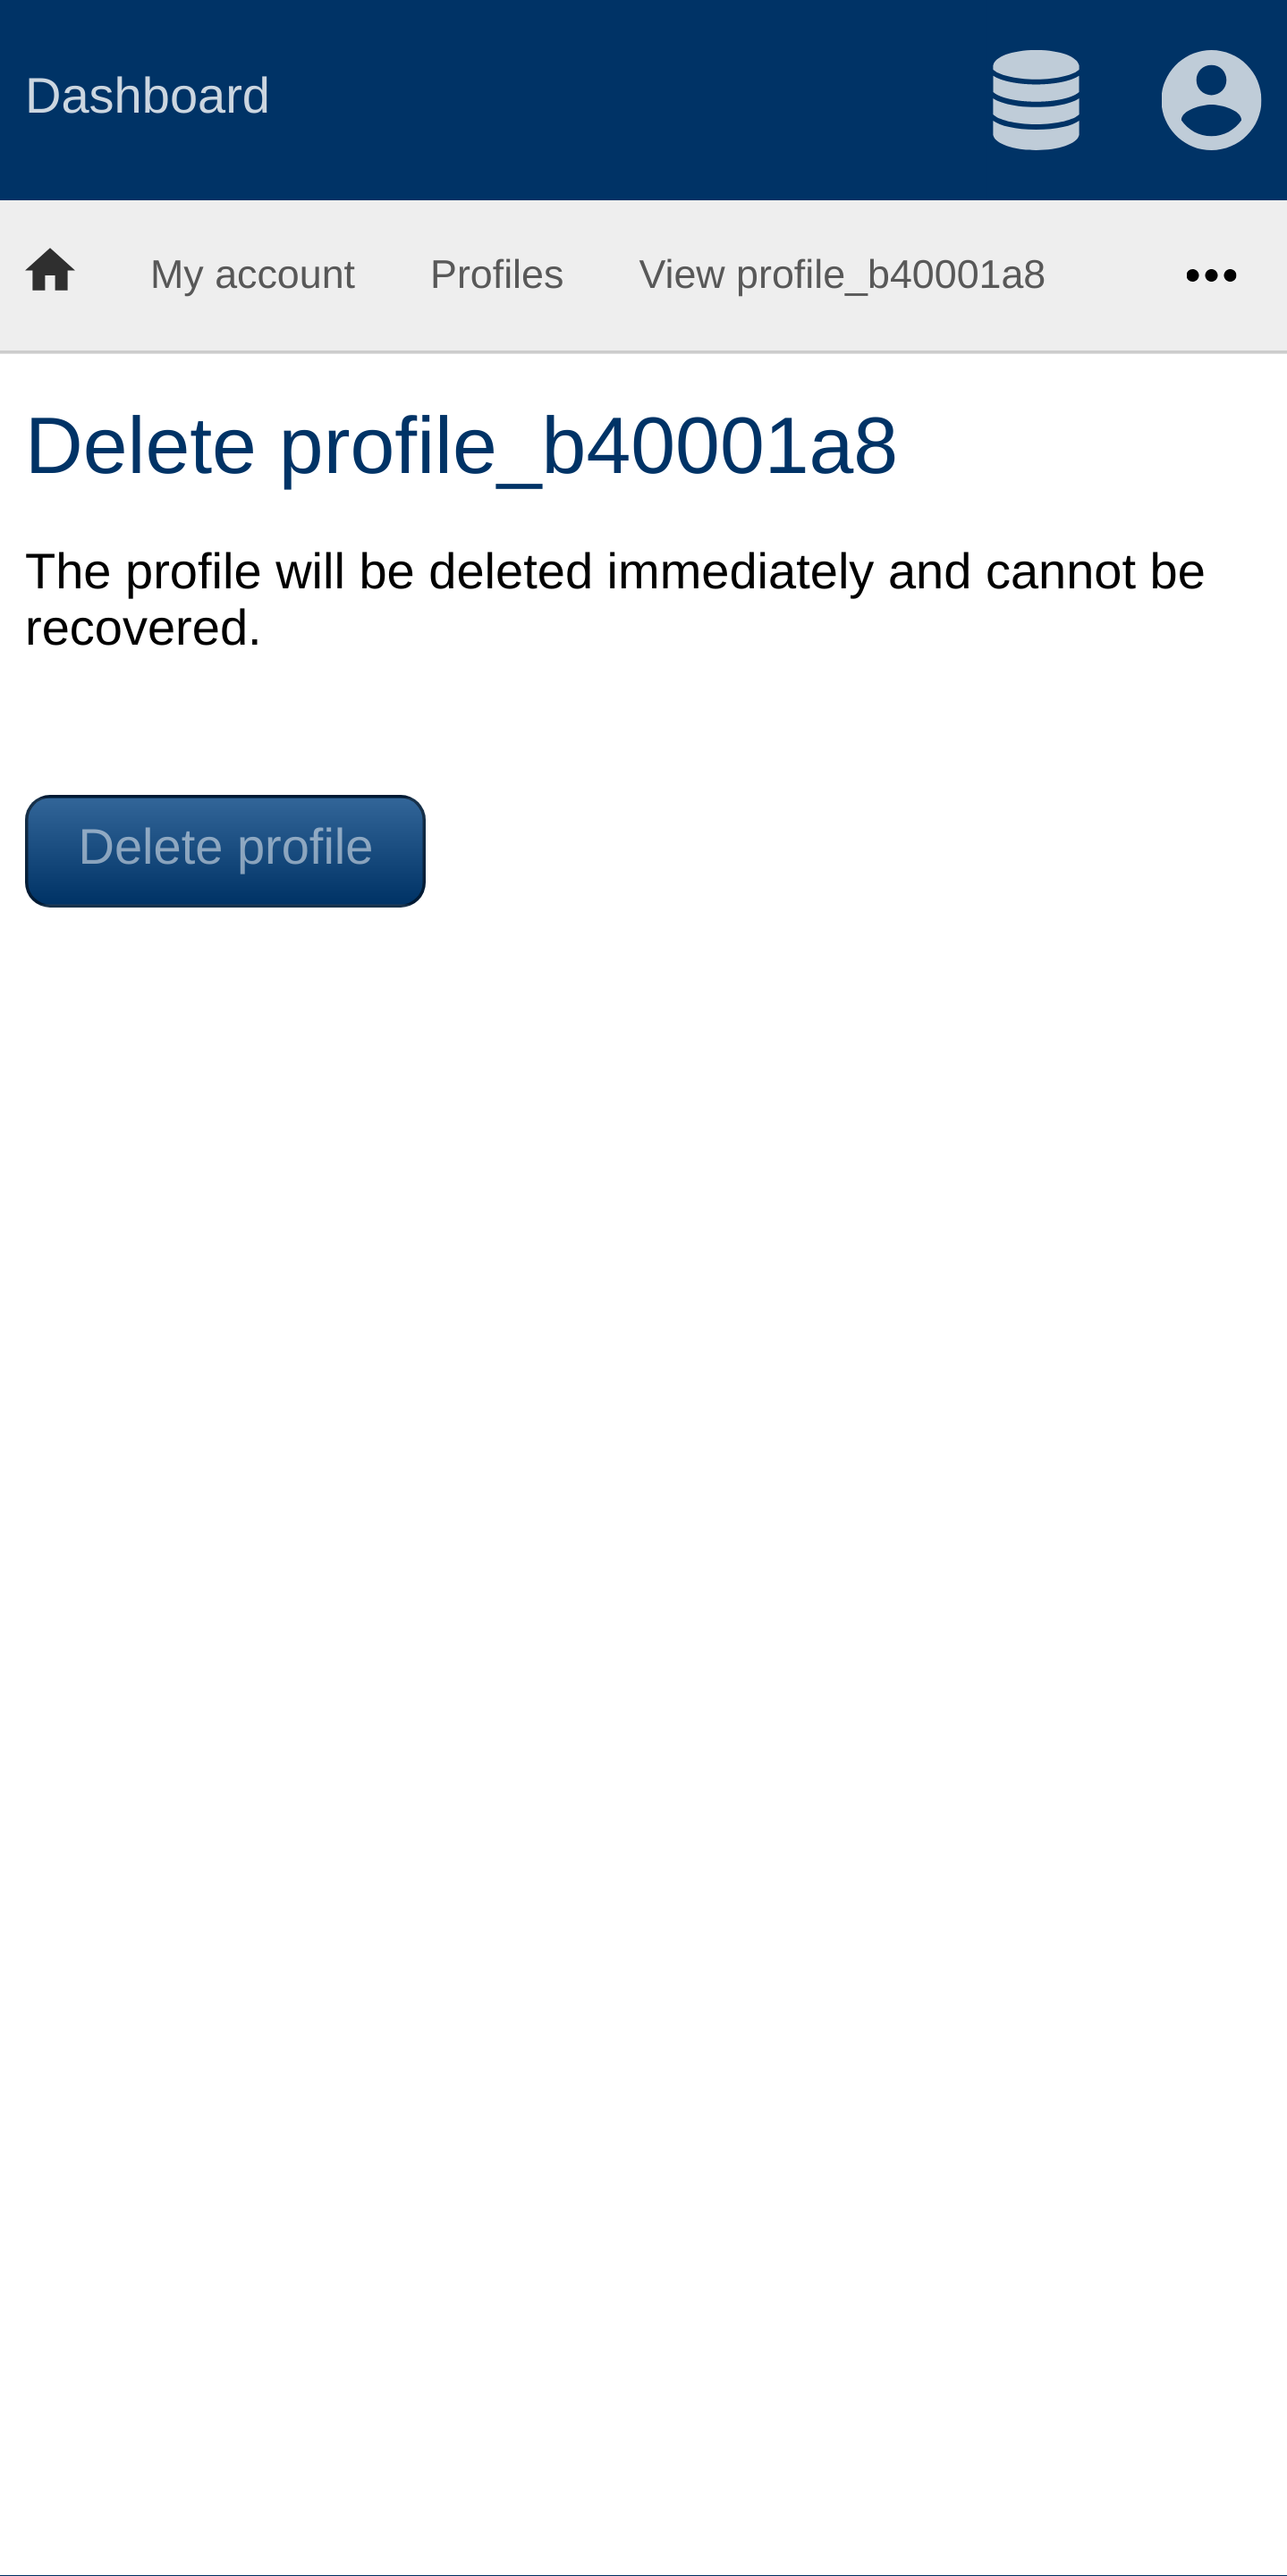 Dashboard
My account Profiles View profile_b40001a8
Delete profile_b40001a8
The profile will be deleted immediately and cannot be
recovered.
Delete profile